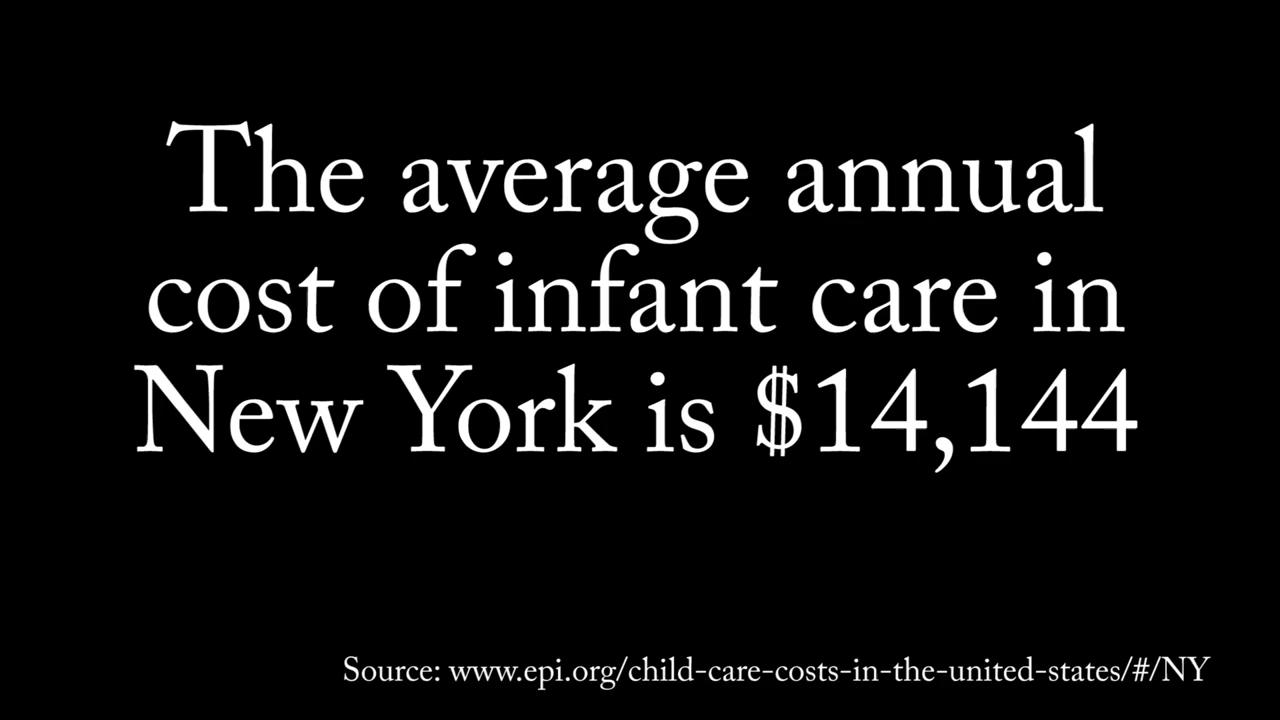 The average annual
cost of infant care in
New York is $14,144
Source: www.epi.org/child-care-costs-in-the-united-states/#/NY